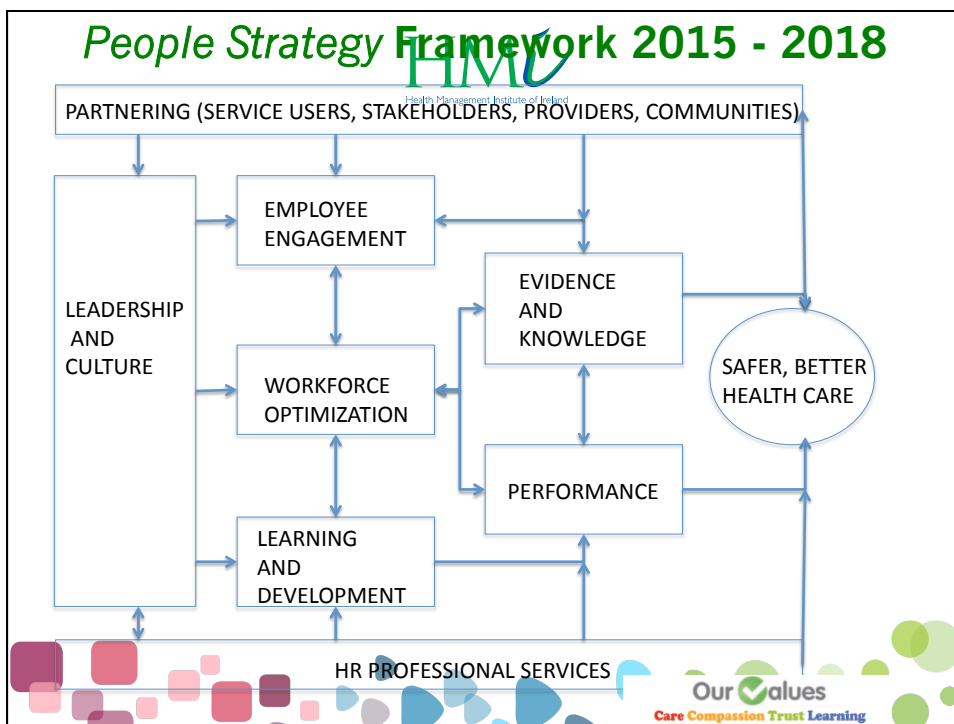 People Strategy Framework 2015 - 2018
HMI
Health Management Institute of Ireland
PARTNERING (SERVICE USERS, STAKEHOLDERS, PROVIDERS, COMMUNITIES)
EMPLOYEE
ENGAGEMENT
LEADERSHIP
AND
CULTURE
EVIDENCE
AND
KNOWLEDGE
WORKFORCE
OPTIMIZATION
SAFER, BETTER
HEALTH CARE
PERFORMANCE
LEARNING
AND
DEVELOPMENT
HR PROFESSIONAL SERVICES
Our Values
Care Compassion Trust Learning